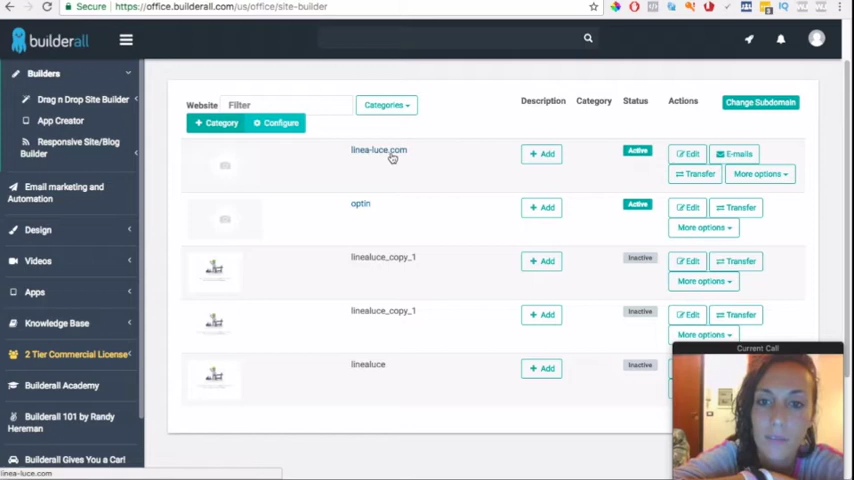 Secure https://office.builderall.com/us/office/site-builder
builderall
Builders
Drag n Drop Site Builder
App Creator
Responsive Site/Blog
Builder
Email marketing and
Automation
Design
Videos
Apps
Knowledge Base
2 Tier Commercial License
Builderall Academy
Builderall 101 by Randy
Hereman
Builderall Gives You a Car!
linea-luce.com
Website Filter Categories Description Category Status Actions Change Subdomain
+ Category Configure
linea-luce.com + Add Active Edit E-mails
Transfer More options
optin + Add Active Edit Transfer
More options
linealuce_copy_1 + Add Inactive Edit Transfer
More options
linealuce_copy_1 + Add Inactive Edit Transfer
More options
linealuce + Add Inactive
Current Call